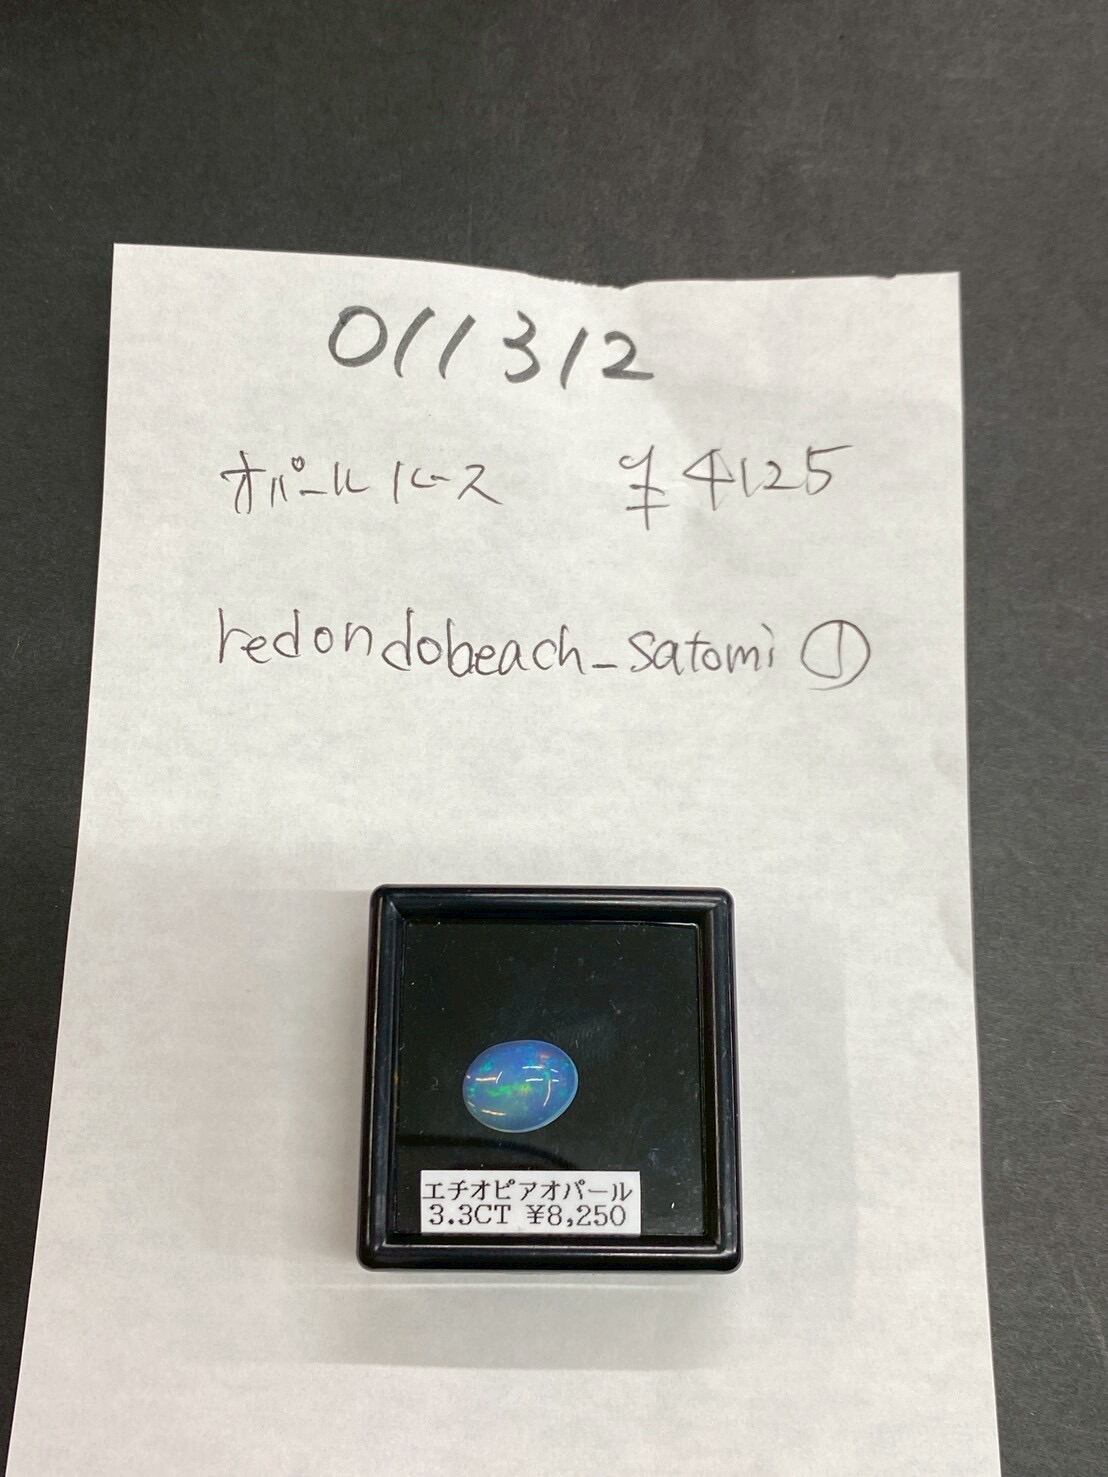 011312
オパールルース ¥4125
redondobeach_satomi ①
エチオピアオパール
3.3CT ¥8,250